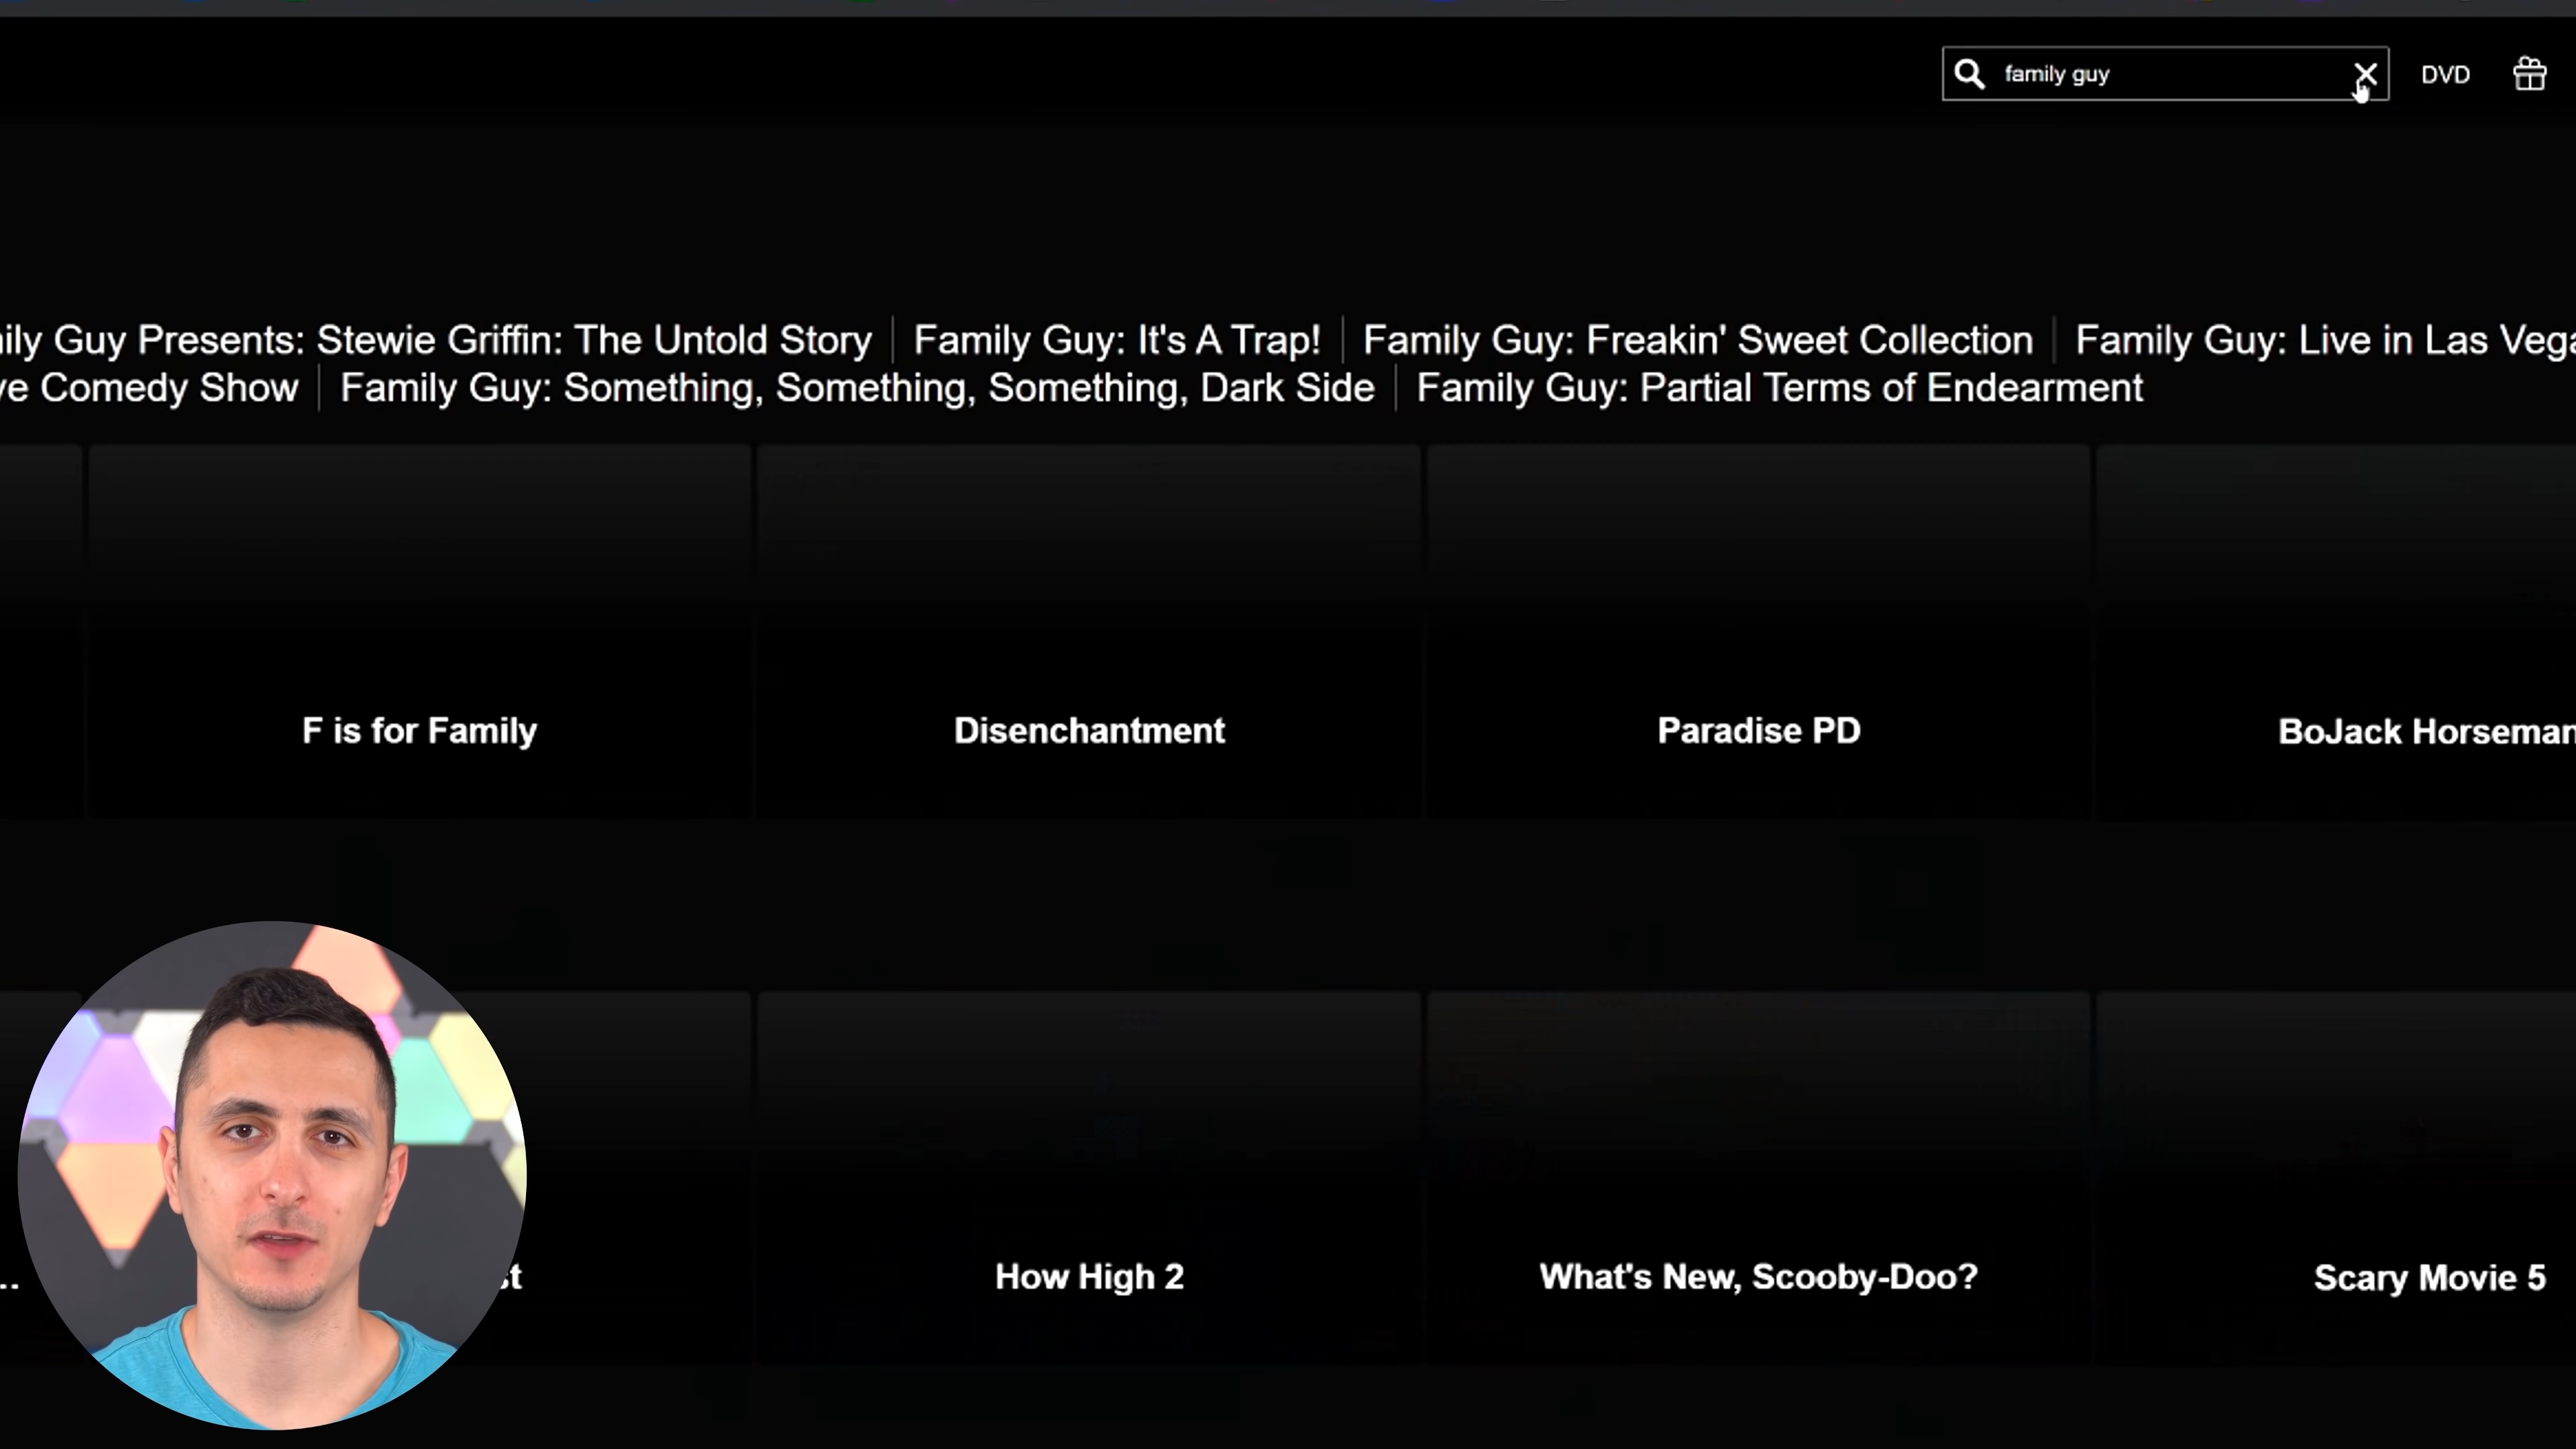 family guy
DVD
ily Guy Presents: Stewie Griffin: The Untold Story | Family Guy: It's A Trap! | Family Guy: Freakin' Sweet Collection | Family Guy: Live in Las Vega
ve Comedy Show | Family Guy: Something, Something, Something, Dark Side | Family Guy: Partial Terms of Endearment
F is for Family
Disenchantment
Paradise PD
BoJack Horseman
...
st
How High 2
What's New, Scooby-Doo?
Scary Movie 5